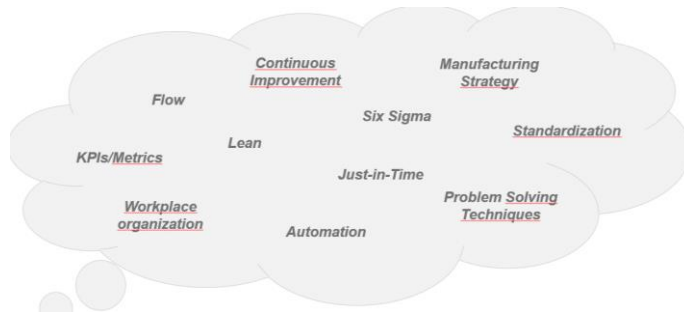 Continuous
Improvement
Manufacturing
Strategy
Flow
Six Sigma
Standardization
Lean
KPIs/Metrics
Just-in-Time
Problem Solving
Techniques
Workplace
organization
Automation